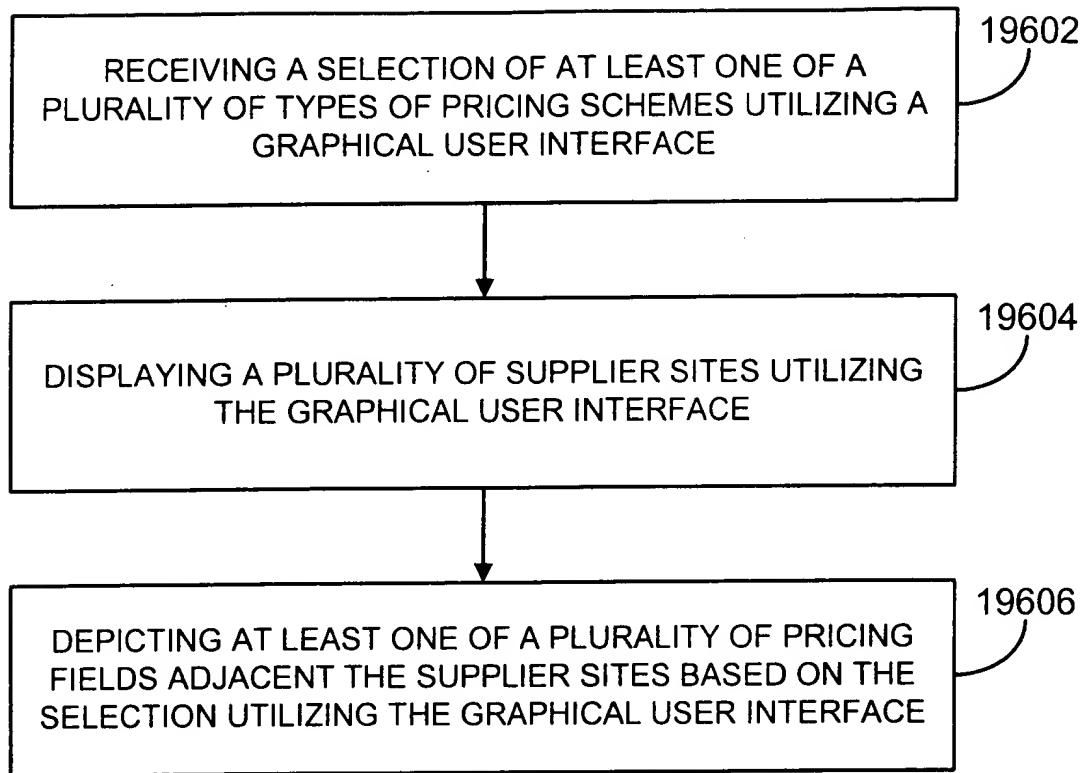 19602
RECEIVING A SELECTION OF AT LEAST ONE OF A
PLURALITY OF TYPES OF PRICING SCHEMES UTILIZING A
GRAPHICAL USER INTERFACE
19604
DISPLAYING A PLURALITY OF SUPPLIER SITES UTILIZING
THE GRAPHICAL USER INTERFACE
19606
DEPICTING AT LEAST ONE OF A PLURALITY OF PRICING
FIELDS ADJACENT THE SUPPLIER SITES BASED ON THE
SELECTION UTILIZING THE GRAPHICAL USER INTERFACE